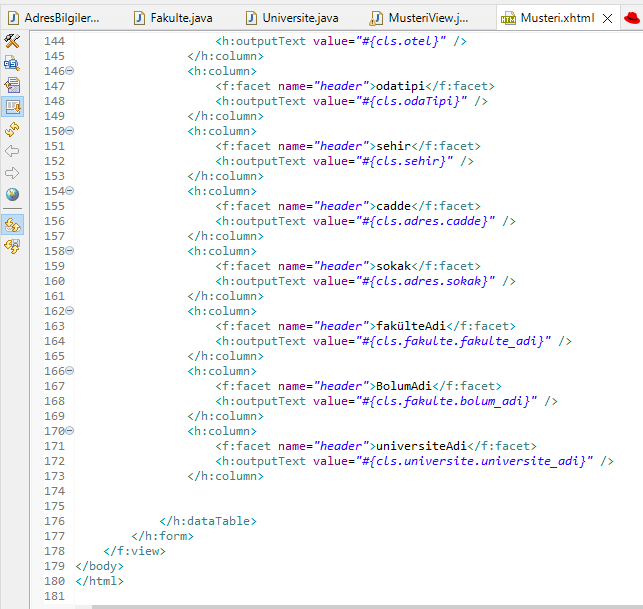 AdresBilgiler...
Fakulte.java
Universite.java
MusteriView.j...
Musteri.xhtml
144 <h:outputText value="#{cls.otel}" />
145 </h:column>
146 <h:column>
147 <f:facet name="header">odatipi</f:facet>
148 <h:outputText value="#{cls.odaTipi}" />
149 </h:column>
150 <h:column>
151 <f:facet name="header">sehir</f:facet>
152 <h:outputText value="#{cls.sehir}" />
153 </h:column>
154 <h:column>
155 <f:facet name="header">cadde</f:facet>
156 <h:outputText value="#{cls.adres.cadde}" />
157 </h:column>
158 <h:column>
159 <f:facet name="header">sokak</f:facet>
160 <h:outputText value="#{cls.adres.sokak}" />
161 </h:column>
162 <h:column>
163 <f:facet name="header">fakülteAdi</f:facet>
164 <h:outputText value="#{cls.fakulte.fakulte_adi}" />
165 </h:column>
166 <h:column>
167 <f:facet name="header">BolumAdi</f:facet>
168 <h:outputText value="#{cls.fakulte.bolum_adi}" />
169 </h:column>
170 <h:column>
171 <f:facet name="header">universiteAdi</f:facet>
172 <h:outputText value="#{cls.universite.universite_adi}" />
173 </h:column>
174
175
176 </h:dataTable>
177 </h:form>
178 </f:view>
179 </body>
180 </html>
181